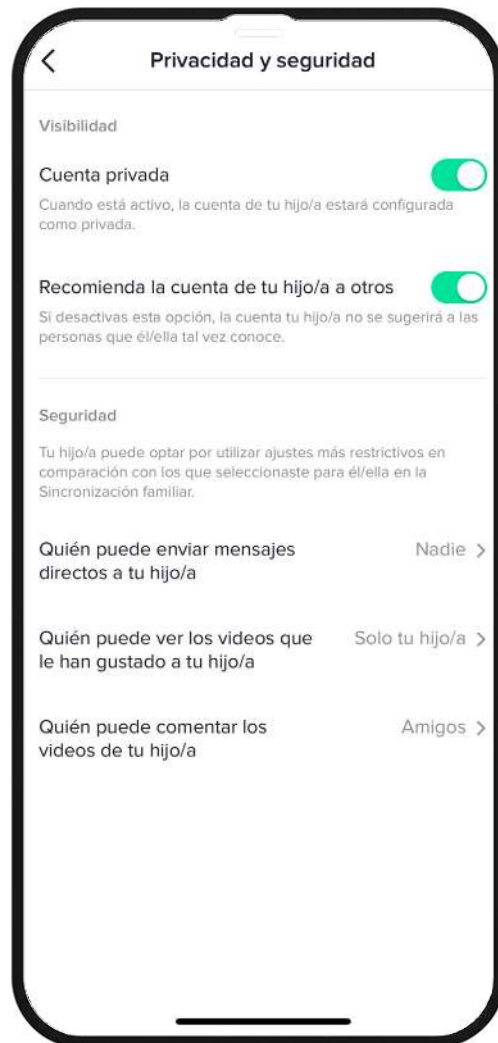 Privacidad y seguridad
Visibilidad
Cuenta privada
Cuando está activo, la cuenta de tu hijo/a estará configurada
como privada.
Recomienda la cuenta de tu hijo/a a otros
Si desactivas esta opción, la cuenta tu hijo/a no se sugerirá a las
personas que él/ella tal vez conoce.
Seguridad
Tu hijo/a puede optar por utilizar ajustes más restrictivos en
comparación con los que seleccionaste para él/ella en la
Sincronización familiar.
Quién puede enviar mensajes Nadie
directos a tu hijo/a
Quién puede ver los videos que Solo tu hijo/a
le han gustado a tu hijo/a
Quién puede comentar los Amigos
videos de tu hijo/a